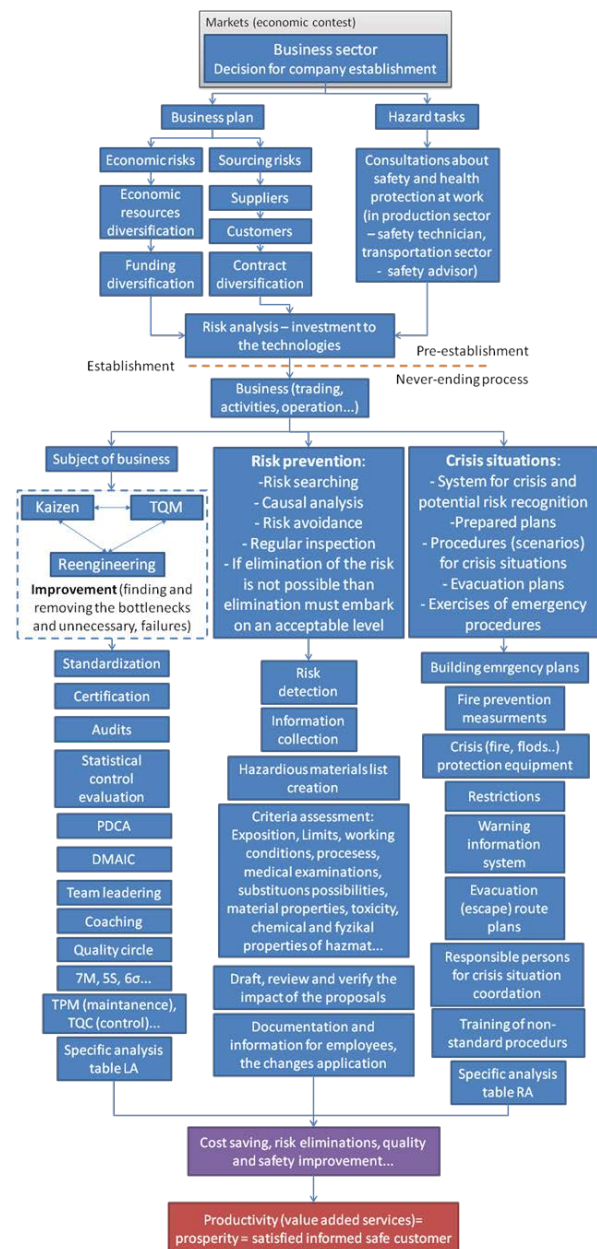 Markets (economic contest)
Business sector
Decision for company establishment
Business plan
Hazard tasks
Economic risks
Sourcing risks
Consultations about
safety and health
protection at work
(in production sector
– safety technician,
transportation sector
- safety advisor)
Economic
resources
diversification
Suppliers
Customers
Funding
diversification
Contract
diversification
Risk analysis – investment to
the technologies
Pre-establishment
Establishment
Never-ending process
Business (trading,
activities, operation...)
Subject of business
Kaizen
TQM
Reengineering
Improvement (finding and
removing the bottlenecks
and unnecessary, failures)
Risk prevention:
-Risk searching
- Causal analysis
- Risk avoidance
- Regular inspection
- If elimination of the risk
is not possible than
elimination must embark
on an acceptable level
Crisis situations:
- System for crisis and
potential risk recognition
-Prepared plans
- Procedures (scenarios)
for crisis situations
- Evacuation plans
- Exercises of emergency
procedures
Standardization
Certification
Audits
Statistical
control
evaluation
PDCA
DMAIC
Team leadering
Coaching
Quality circle
7M, 5S, 6σ...
TPM (maintanence),
TQC (control)...
Specific analysis
table LA
Risk
detection
Information
collection
Hazardious materials list
creation
Criteria assessment:
Exposition, Limits, working
conditions, procesess,
medical examinations,
substituons possibilities,
material properties, toxicity,
chemical and fyzikal
properties of hazmat...
Draft, review and verify the
impact of the proposals
Documentation and
information for employees,
the changes application
Building emrgency plans
Fire prevention
measurments
Crisis (fire, flods..)
protection equipment
Restrictions
Warning
information
system
Evacuation
(escape) route
plans
Responsible persons
for crisis situation
coordation
Training of non-
standard procedurs
Specific analysis
table RA
Cost saving, risk eliminations, quality
and safety improvement...
Productivity (value added services)=
prosperity = satisfied informed safe customer